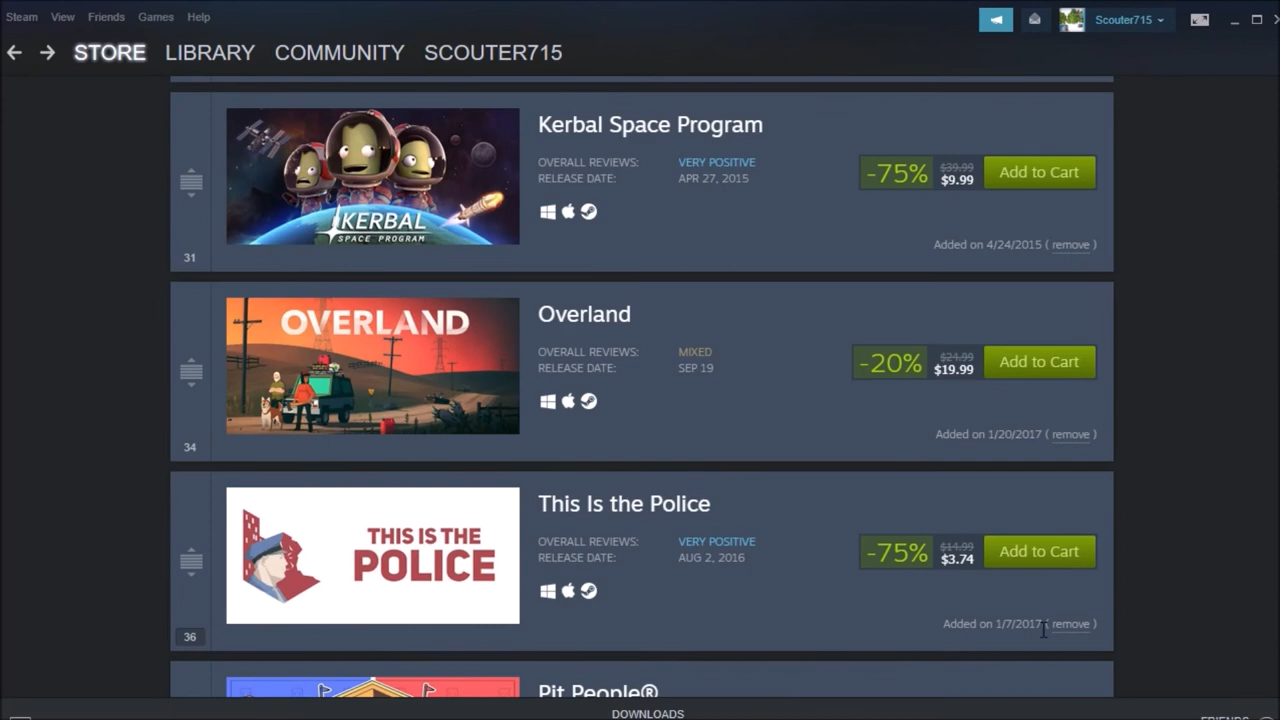 Steam View Friends Games Help
Scouter715
STORE LIBRARY COMMUNITY SCOUTER715
Kerbal Space Program
OVERALL REVIEWS: VERY POSITIVE
RELEASE DATE: APR 27, 2015
-75% $39.99 $9.99 Add to Cart
KERBAL
SPACE PROGRAM
Added on 4/24/2015 ( remove )
31
Overland
OVERLAND
OVERALL REVIEWS: MIXED
RELEASE DATE: SEP 19
-20% $24.99 $19.99 Add to Cart
Added on 1/20/2017 ( remove )
34
This Is the Police
THIS IS THE
POLICE
OVERALL REVIEWS: VERY POSITIVE
RELEASE DATE: AUG 2, 2016
-75% $14.99 $3.74 Add to Cart
Added on 1/7/2017 ( remove )
36
Pit People®
DOWNLOADS
FRIENDS